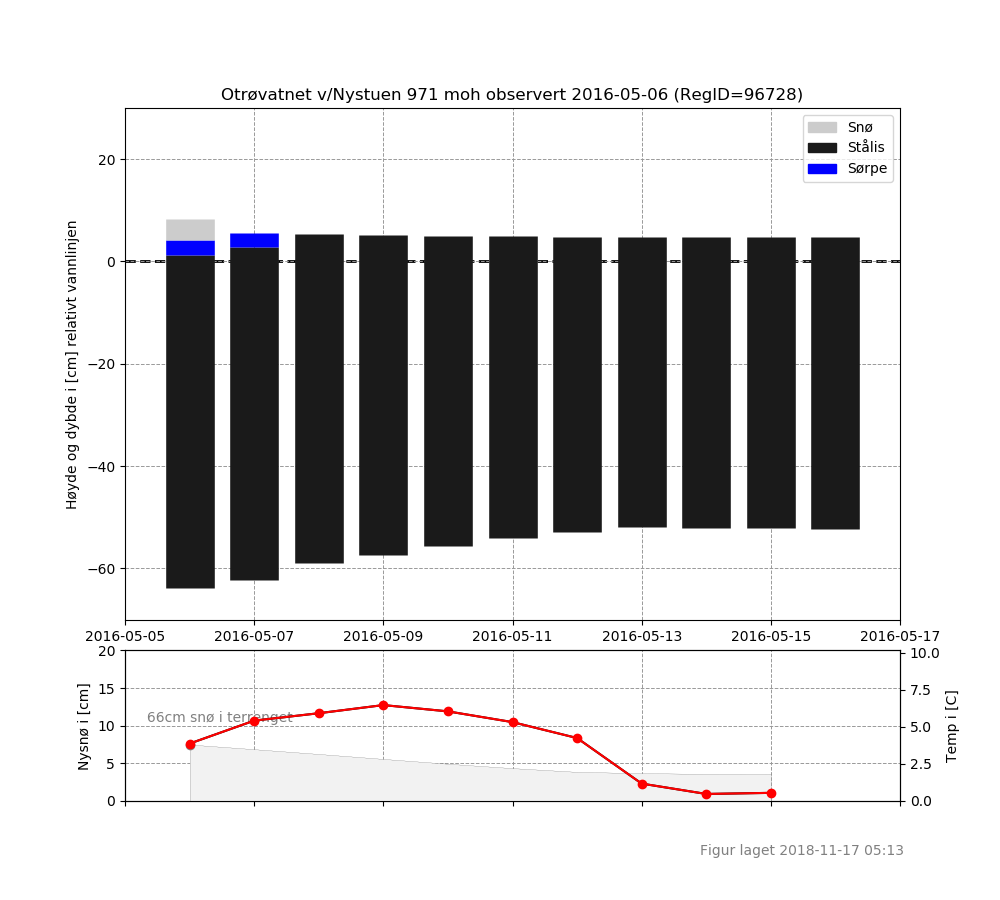 Otrøvatnet v/Nystuen 971 moh observert 2016-05-06 (RegID=96728)
Snø
Stålis
Sørpe
Høyde og dybde i [cm] relativt vannlinjen
20
0
−20
−40
−60
2016-05-05 2016-05-07 2016-05-09 2016-05-11 2016-05-13 2016-05-15 2016-05-17
Nysnø i [cm]
20
15
10
5
0
66cm snø i terrenget
10.0
7.5
5.0
2.5
0.0
Temp i [C]
Figur laget 2018-11-17 05:13